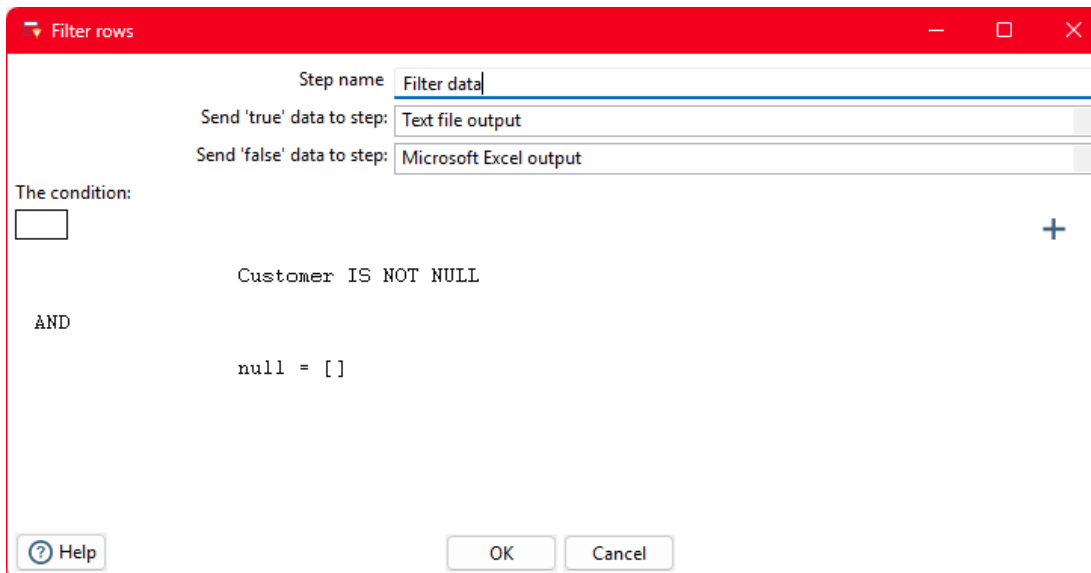 Filter rows
Step name Filter data
Send 'true' data to step: Text file output
Send 'false' data to step: Microsoft Excel output
The condition:
Customer IS NOT NULL
AND
null = []
Help OK Cancel